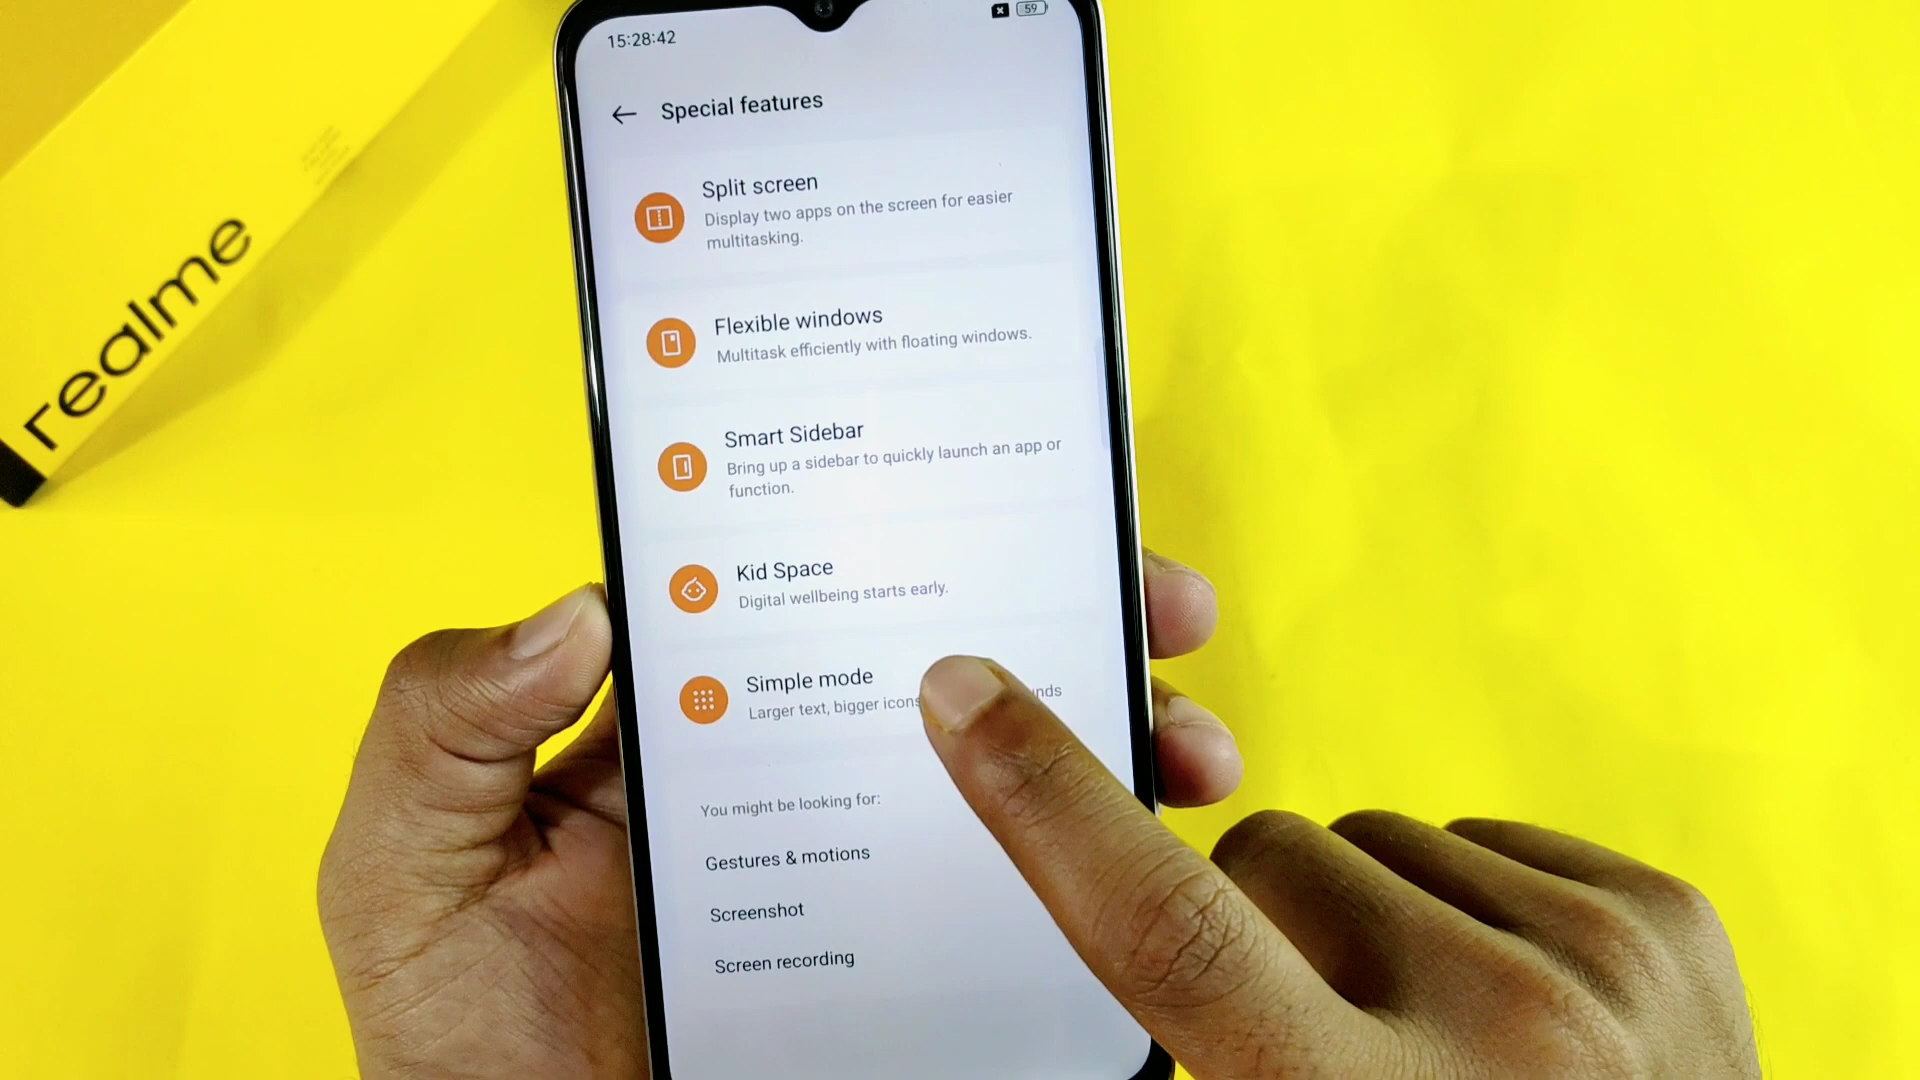 realme
15:28:42
59
Special features
Split screen
Display two apps on the screen for easier
multitasking.
Flexible windows
Multitask efficiently with floating windows.
Smart Sidebar
Bring up a sidebar to quickly launch an app or
function.
Kid Space
Digital wellbeing starts early.
Simple mode
Larger text, bigger icons
You might be looking for:
Gestures & motions
Screenshot
Screen recording